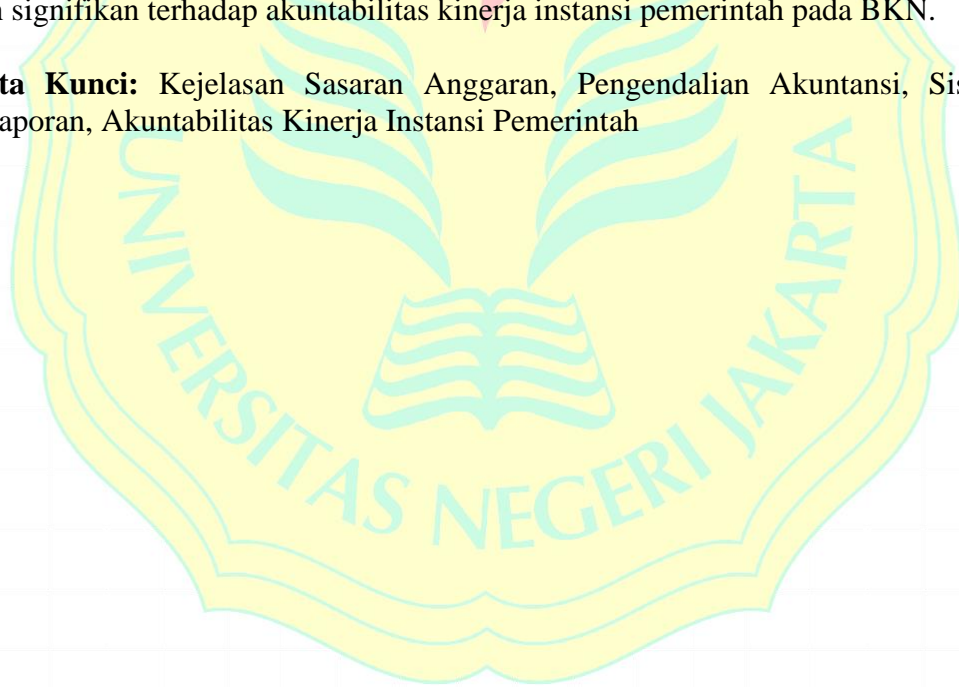 n signifikan terhadap akuntabilitas kinerja instansi pemerintah pada BKN.
ta Kunci: Kejelasan Sasaran Anggaran, Pengendalian Akuntansi, Sis
aporan, Akuntabilitas Kinerja Instansi Pemerintah
UNIVERSITAS NEGERI JAKARTA